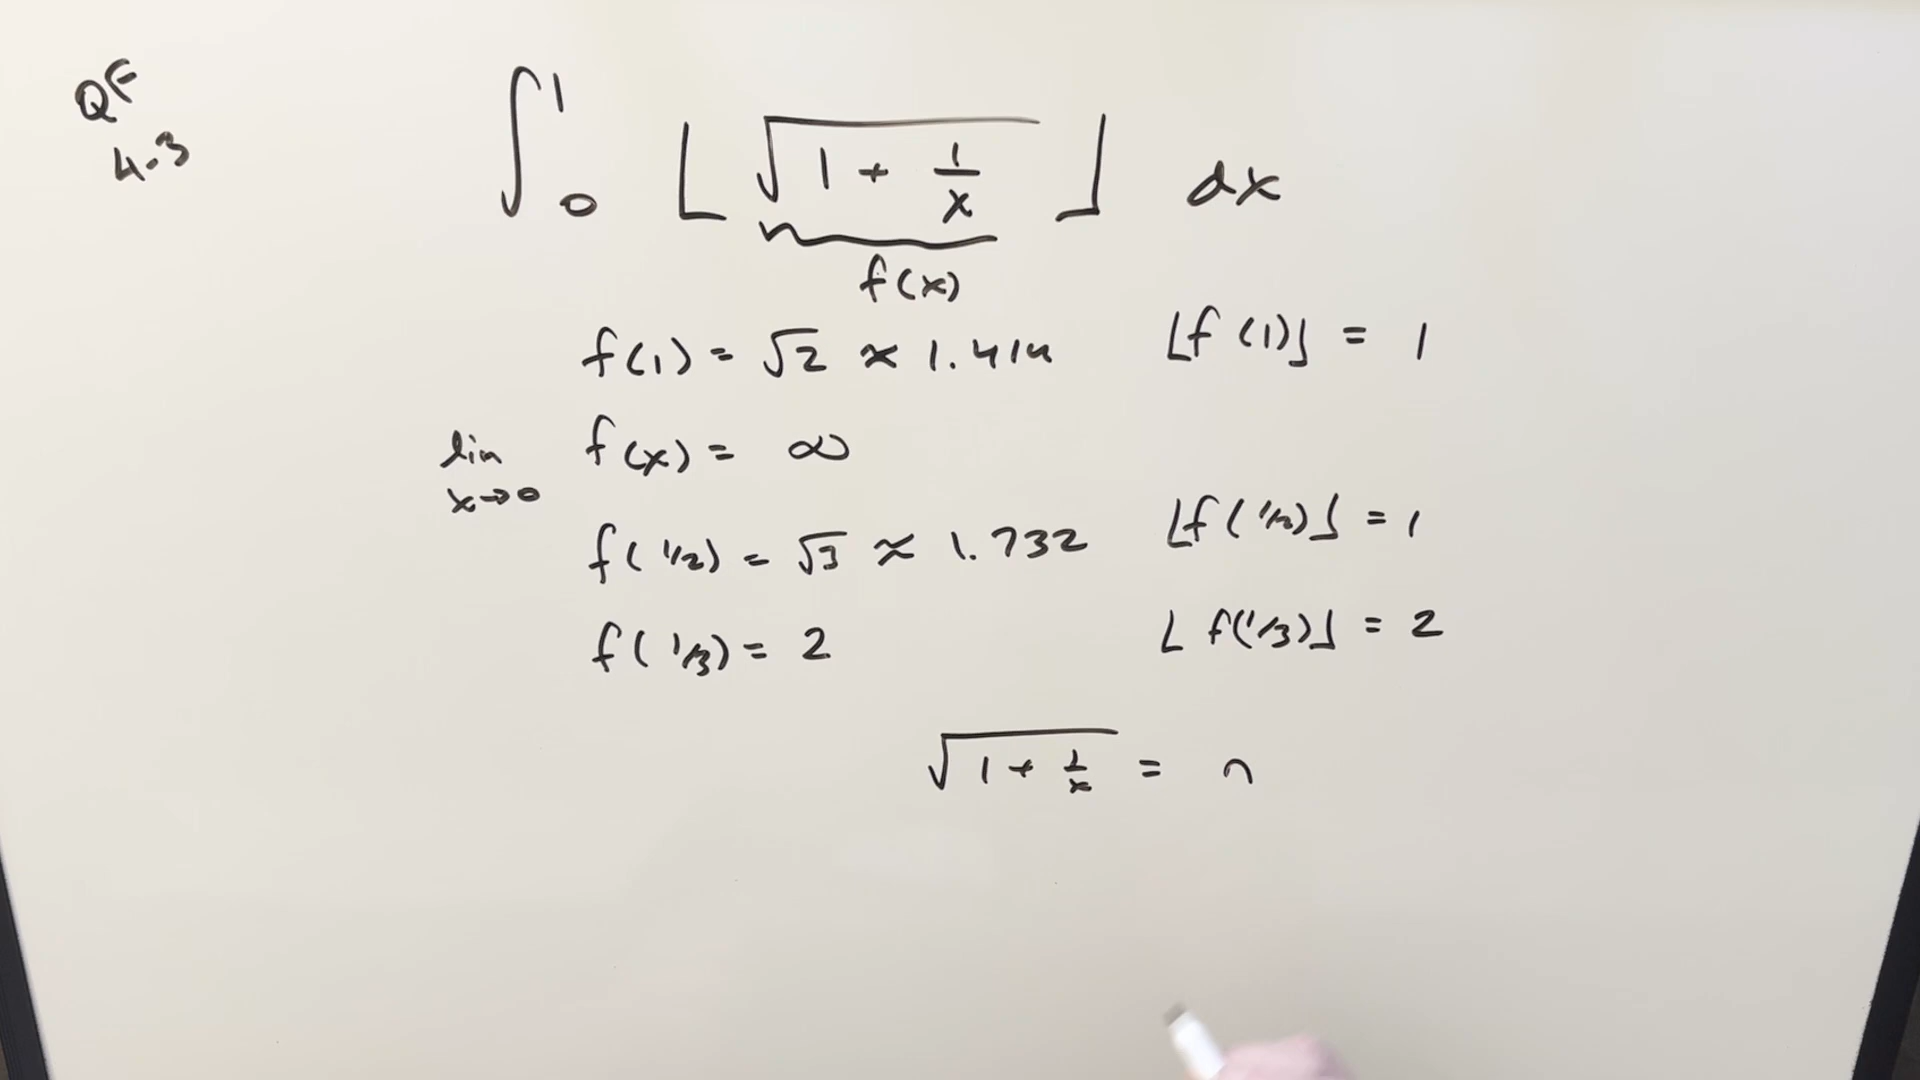 QF
4.3
∫₀¹ ⌊ √(1 + 1/x) ⌋ dx
f(x)
f(1) = √2 ≈ 1.414 ⌊f(1)⌋ = 1
lim x→0 f(x) = ∞
f(1/2) = √3 ≈ 1.732 ⌊f(1/2)⌋ = 1
f(1/3) = 2 ⌊f(1/3)⌋ = 2
√(1 + 1/x) = n